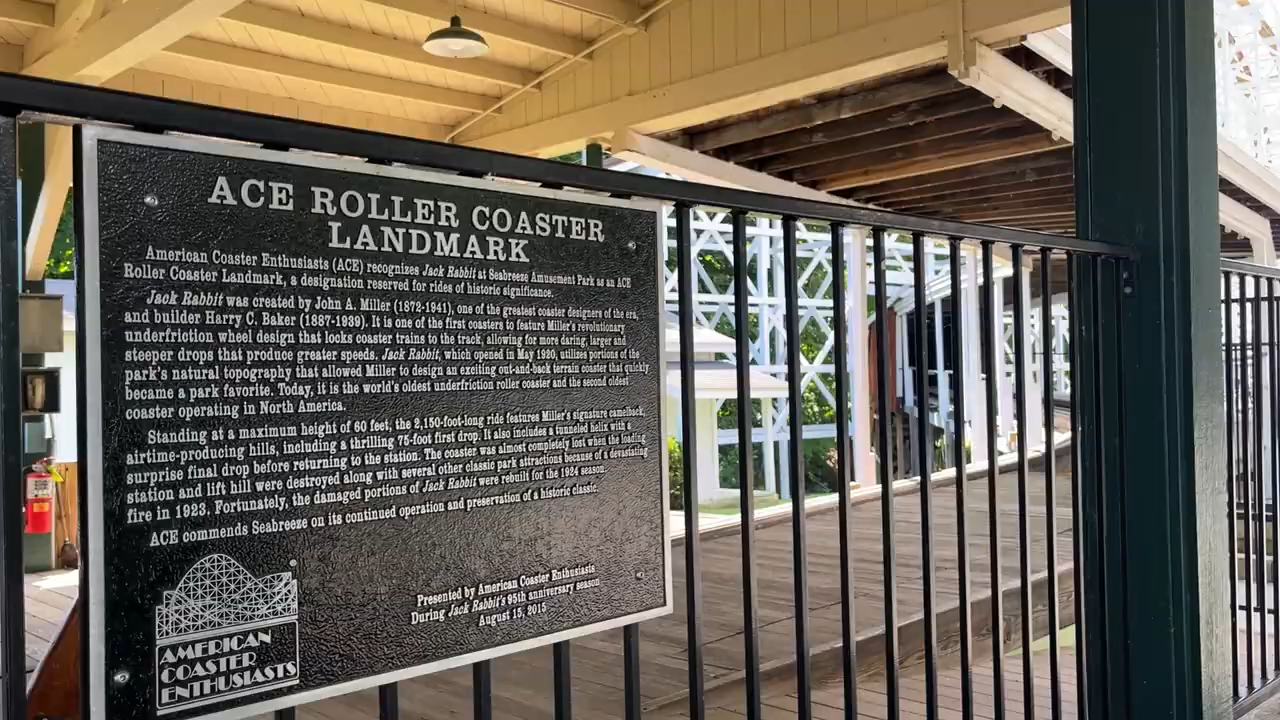 ACE ROLLER COASTER
LANDMARK
American Coaster Enthusiasts (ACE) recognizes Jack Rabbit at Seabreeze Amusement Park as an ACE
Roller Coaster Landmark, a designation reserved for rides of historic significance.
Jack Rabbit was created by John A. Miller (1872-1941), one of the greatest coaster designers of the era,
and builder Harry C. Baker (1887-1939). It is one of the first coasters to feature Miller's revolutionary
underfriction wheel design that locks coaster trains to the track, allowing for more daring, larger and
steeper drops that produce greater speeds. Jack Rabbit, which opened in May 1920, utilizes portions of the
park's natural topography that allowed Miller to design an exciting out-and-back terrain coaster that quickly
became a park favorite. Today, it is the world's oldest underfriction roller coaster and the second oldest
coaster operating in North America.
Standing at a maximum height of 60 feet, the 2,150-foot-long ride features Miller's signature camelback,
airtime-producing hills, including a thrilling 75-foot first drop. It also includes a tunneled helix with a
surprise final drop before returning to the station. The coaster was almost completely lost when the loading
station and lift hill were destroyed along with several other classic park attractions because of a devastating
fire in 1923. Fortunately, the damaged portions of Jack Rabbit were rebuilt for the 1924 season.
ACE commends Seabreeze on its continued operation and preservation of a historic classic.
Presented by American Coaster Enthusiasts
During Jack Rabbit's 95th anniversary season
August 15, 2015
AMERICAN
COASTER
ENTHUSIASTS